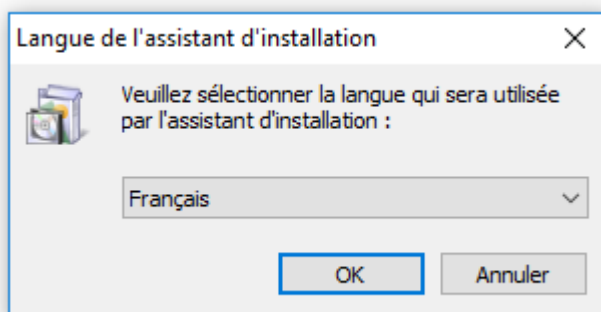 Langue de l'assistant d'installation
Veuillez sélectionner la langue qui sera utilisée
par l'assistant d'installation :
Français
OK
Annuler